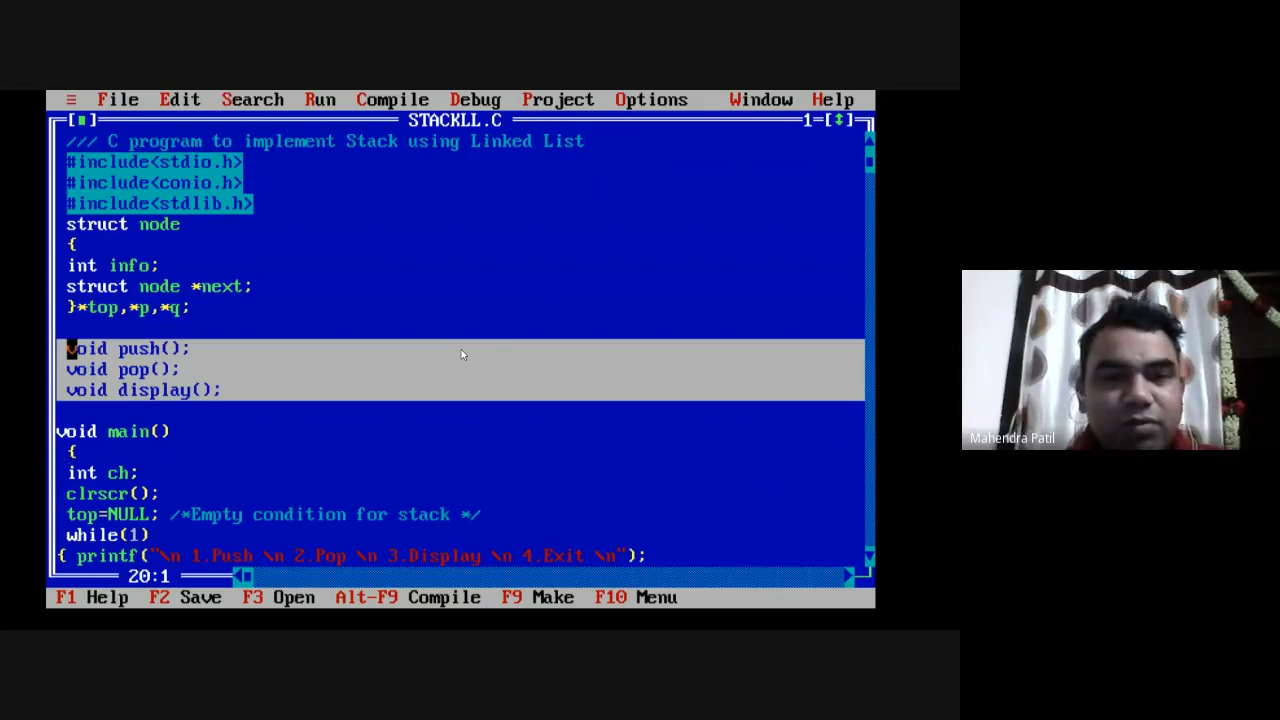 ≡ File Edit Search Run Compile Debug Project Options Window Help
[■] STACKLL.C 1=[↕]
/// C program to implement Stack using Linked List
#include<stdio.h>
#include<conio.h>
#include<stdlib.h>
struct node
{
int info;
struct node *next;
}*top,*p,*q;
void push();
void pop();
void display();
void main()
{
int ch;
clrscr();
top=NULL; /*Empty condition for stack */
while(1)
{ printf("\n 1.Push \n 2.Pop \n 3.Display \n 4.Exit \n");
20:1
F1 Help F2 Save F3 Open Alt-F9 Compile F9 Make F10 Menu
Mahendra Patil